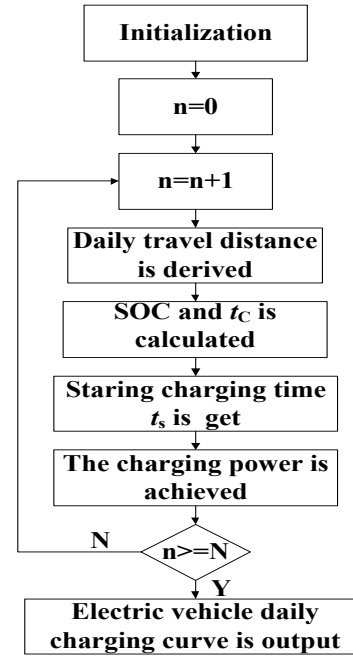 Initialization
n=0
n=n+1
Daily travel distance
is derived
SOC and tC is
calculated
Staring charging time
ts is get
The charging power is
achieved
N
n>=N
Y
Electric vehicle daily
charging curve is output